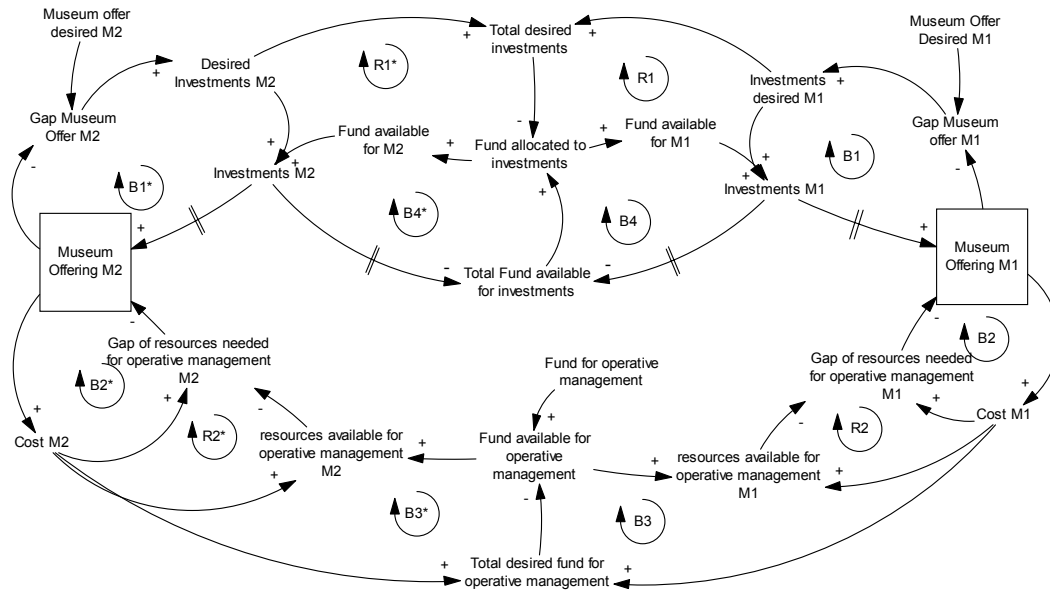 Museum offer
desired M2
Museum Offer
Desired M1
Total desired
investments
Desired
Investments M2
R1*
R1
Investments
desired M1
Gap Museum
Offer M2
Fund available
for M2
Fund allocated to
investments
Fund available
for M1
Gap Museum
offer M1
B1
Investments M2
Investments M1
B1*
B4*
B4
Museum
Offering M2
Museum
Offering M1
Total Fund available
for investments
B2
Gap of resources needed
for operative management
M2
Fund for operative
management
Gap of resources needed
for operative management
M1
B2*
R2*
R2
Cost M2
Cost M1
resources available for
operative management
M2
Fund available for
operative
management
resources available for
operative management
M1
B3*
B3
Total desired fund for
operative management
+
+
+
+
+
-
+
+
+
+
+
+
-
-
+
+
+
-
-
-
-
+
+
+
-
-
+
+
+
+
+
+
-
+
+